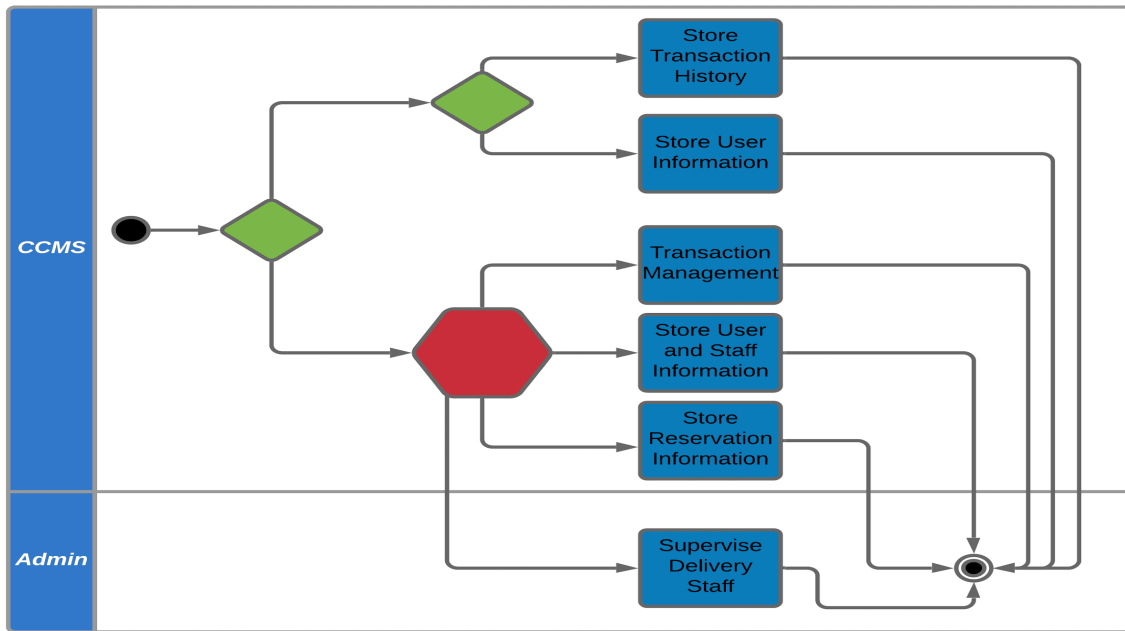 CCMS
Store
Transaction
History
Store User
Information
Transaction
Management
Store User
and Staff
Information
Store
Reservation
Information
Admin
Supervise
Delivery
Staff